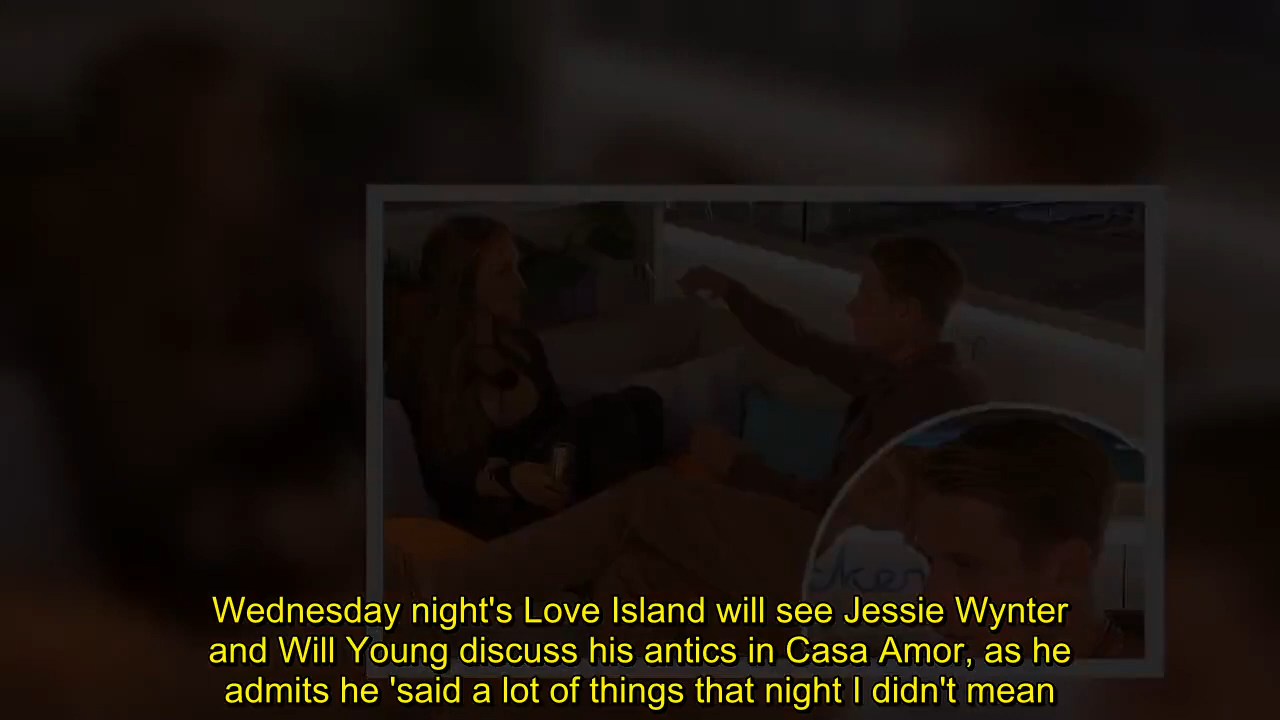 Wednesday night's Love Island will see Jessie Wynter
and Will Young discuss his antics in Casa Amor, as he
admits he 'said a lot of things that night I didn't mean